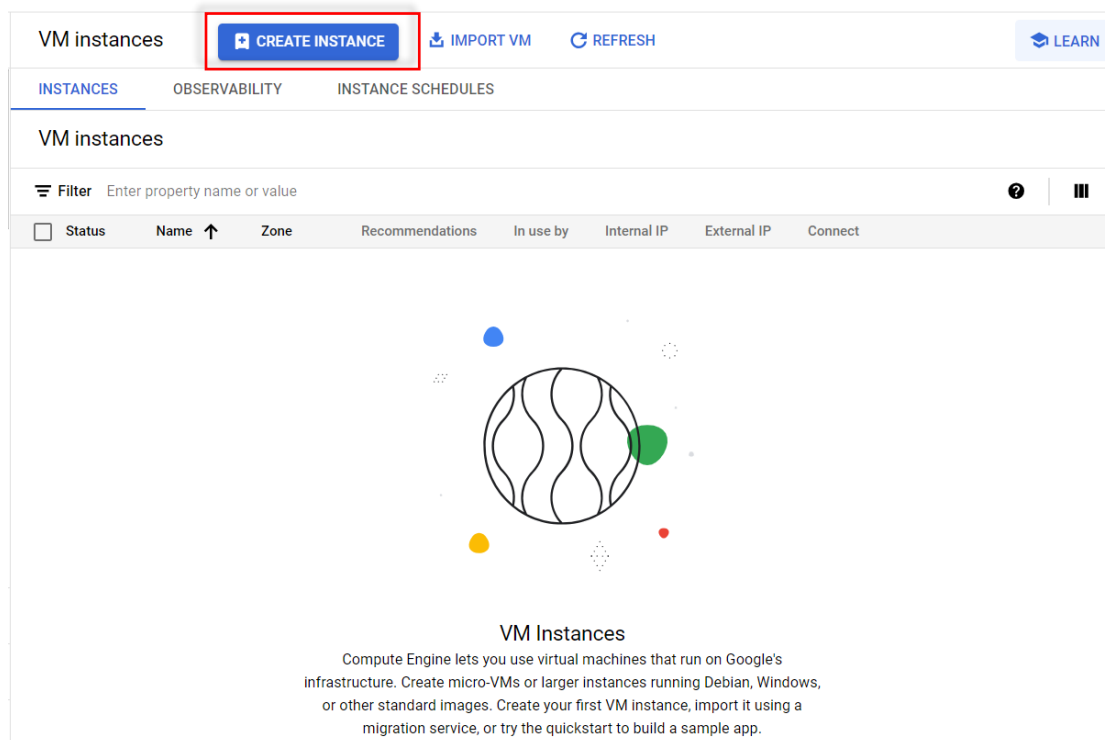 VM instances CREATE INSTANCE IMPORT VM REFRESH LEARN
INSTANCES OBSERVABILITY INSTANCE SCHEDULES
VM instances
Filter Enter property name or value
Status Name Zone Recommendations In use by Internal IP External IP Connect
VM Instances
Compute Engine lets you use virtual machines that run on Google's
infrastructure. Create micro-VMs or larger instances running Debian, Windows,
or other standard images. Create your first VM instance, import it using a
migration service, or try the quickstart to build a sample app.